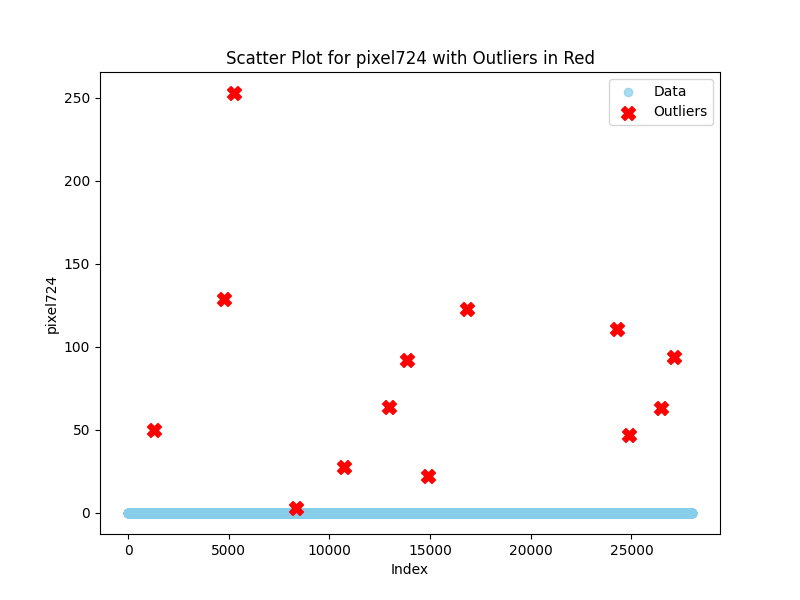 Scatter Plot for pixel724 with Outliers in Red
Data
Outliers
250
200
150
100
50
0
pixel724
0 5000 10000 15000 20000 25000
Index